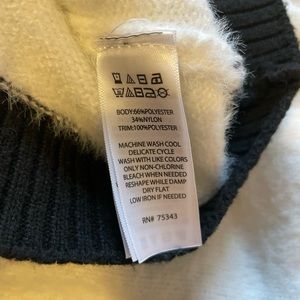 BODY:66%POLYESTER
34%NYLON
TRIM:100%POLYESTER
MACHINE WASH COOL
DELICATE CYCLE
WASH WITH LIKE COLORS
ONLY NON-CHLORINE
BLEACH WHEN NEEDED
RESHAPE WHILE DAMP
DRY FLAT
LOW IRON IF NEEDED
RN# 75343